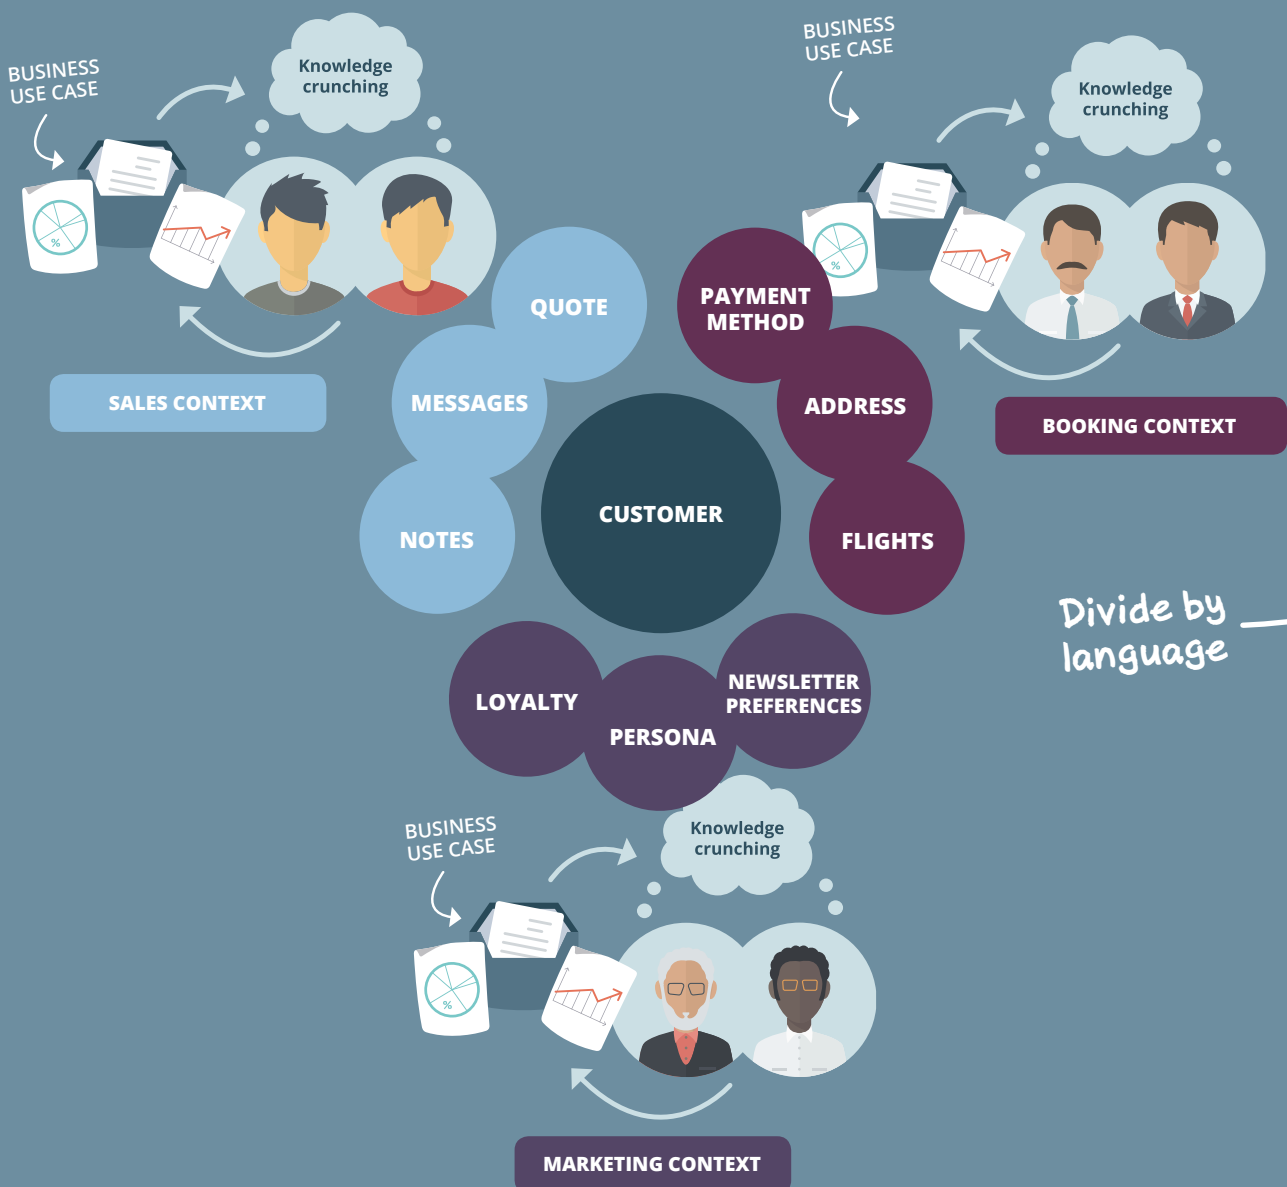 BUSINESS
USE CASE
Knowledge
crunching
%
SALES CONTEXT
BUSINESS
USE CASE
Knowledge
crunching
%
BOOKING CONTEXT
QUOTE
MESSAGES
NOTES
PAYMENT
METHOD
ADDRESS
FLIGHTS
CUSTOMER
Divide by
language
LOYALTY
PERSONA
NEWSLETTER
PREFERENCES
BUSINESS
USE CASE
Knowledge
crunching
%
MARKETING CONTEXT